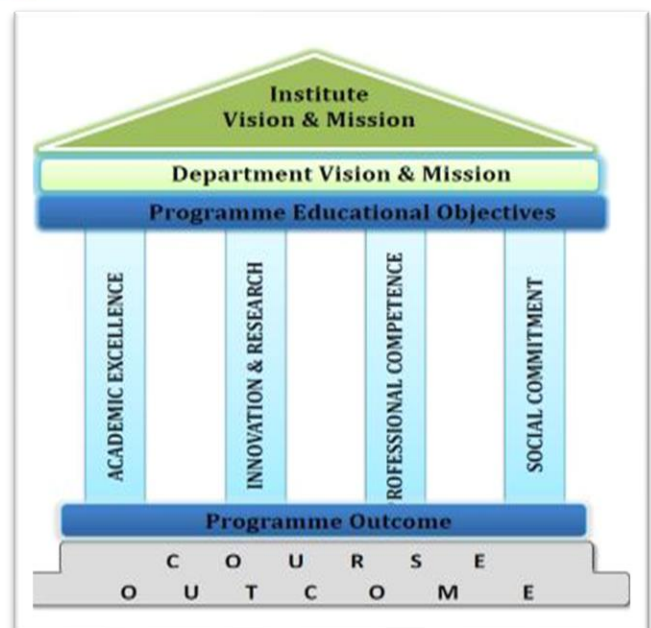 Institute
Vision & Mission
Department Vision & Mission
Programme Educational Objectives
ACADEMIC EXCELLENCE
INNOVATION & RESEARCH
ROFESSIONAL COMPETENCE
SOCIAL COMMITMENT
Programme Outcome
C O U R S E
O U T C O M E